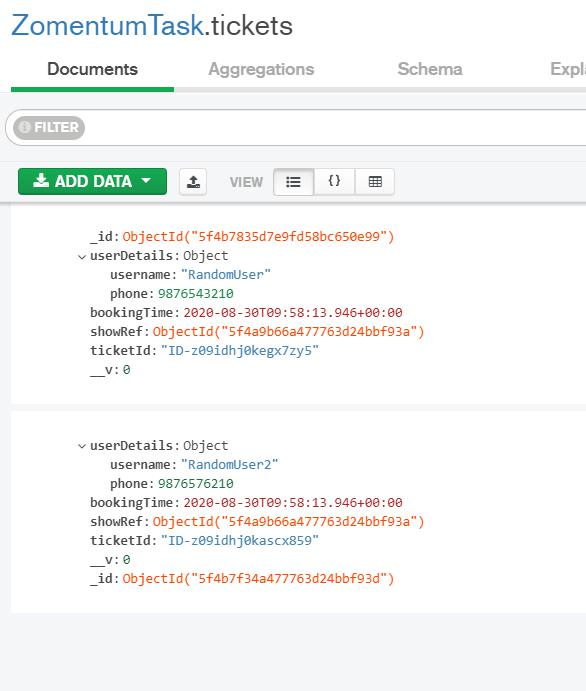 ZomentumTask.tickets
Documents Aggregations Schema Expl
FILTER
ADD DATA VIEW { }
_id: ObjectId("5f4b7835d7e9fd58bc650e99")
userDetails: Object
username: "RandomUser"
phone: 9876543210
bookingTime: 2020-08-30T09:58:13.946+00:00
showRef: ObjectId("5f4a9b66a477763d24bbf93a")
ticketId: "ID-z09idhj0kegx7zy5"
__v: 0
userDetails: Object
username: "RandomUser2"
phone: 9876576210
bookingTime: 2020-08-30T09:58:13.946+00:00
showRef: ObjectId("5f4a9b66a477763d24bbf93a")
ticketId: "ID-z09idhj0kascx859"
__v: 0
_id: ObjectId("5f4b7f34a477763d24bbf93d")